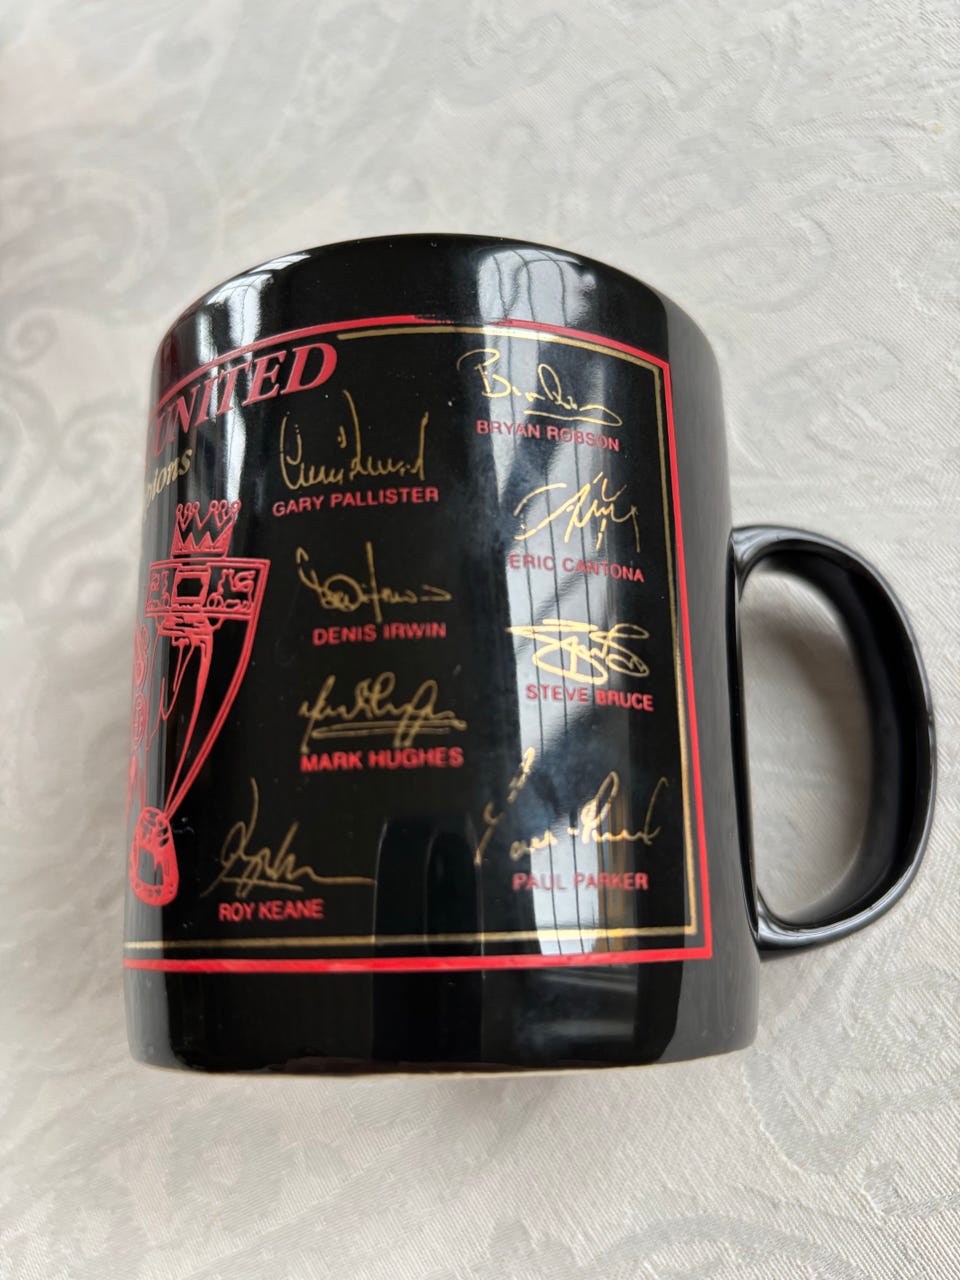 UNITED
BRYAN ROBSON
GARY PALLISTER
ERIC CANTONA
DENIS IRWIN
STEVE BRUCE
MARK HUGHES
PAUL PARKER
ROY KEANE